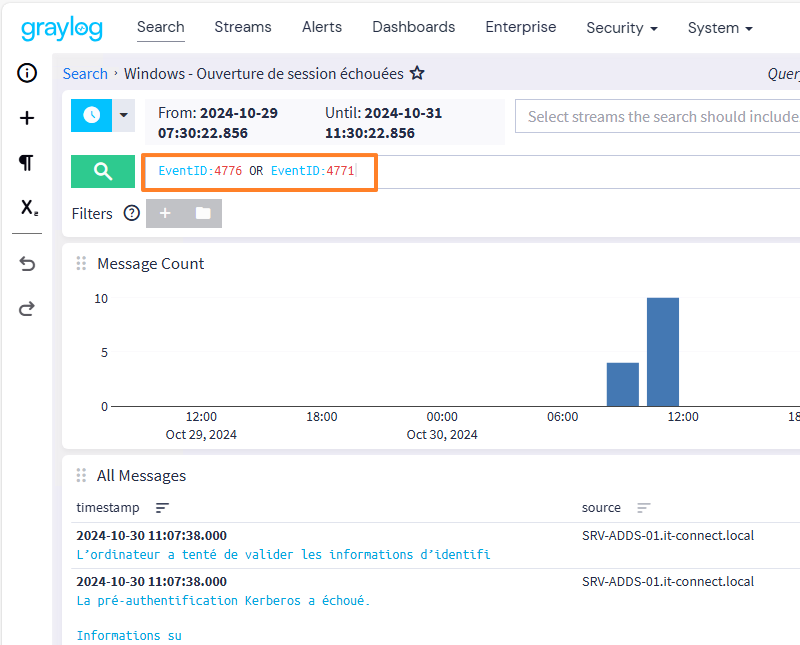 graylog
Search Streams Alerts Dashboards Enterprise Security System
Search › Windows - Ouverture de session échouées Query
From: 2024-10-29 07:30:22.856
Until: 2024-10-31 11:30:22.856
Select streams the search should include
EventID:4776 OR EventID:4771
Filters
Message Count
10
5
0
12:00 18:00 00:00 06:00 12:00 18
Oct 29, 2024 Oct 30, 2024
All Messages
timestamp source
2024-10-30 11:07:38.000 SRV-ADDS-01.it-connect.local
L’ordinateur a tenté de valider les informations d’identifi
2024-10-30 11:07:38.000 SRV-ADDS-01.it-connect.local
La pré-authentification Kerberos a échoué.
Informations su